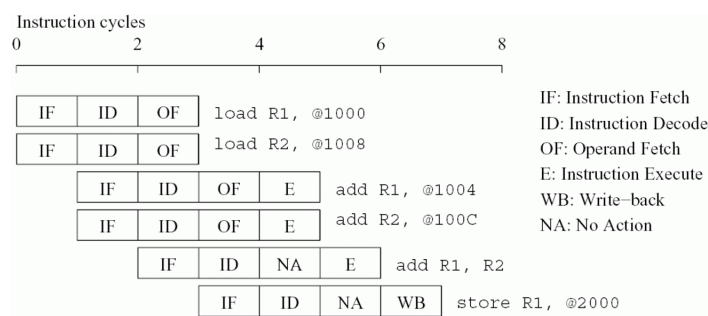 Instruction cycles
0 2 4 6 8
IF ID OF load R1, @1000
IF ID OF load R2, @1008
IF ID OF E add R1, @1004
IF ID OF E add R2, @100C
IF ID NA E add R1, R2
IF ID NA WB store R1, @2000
IF: Instruction Fetch
ID: Instruction Decode
OF: Operand Fetch
E: Instruction Execute
WB: Write−back
NA: No Action